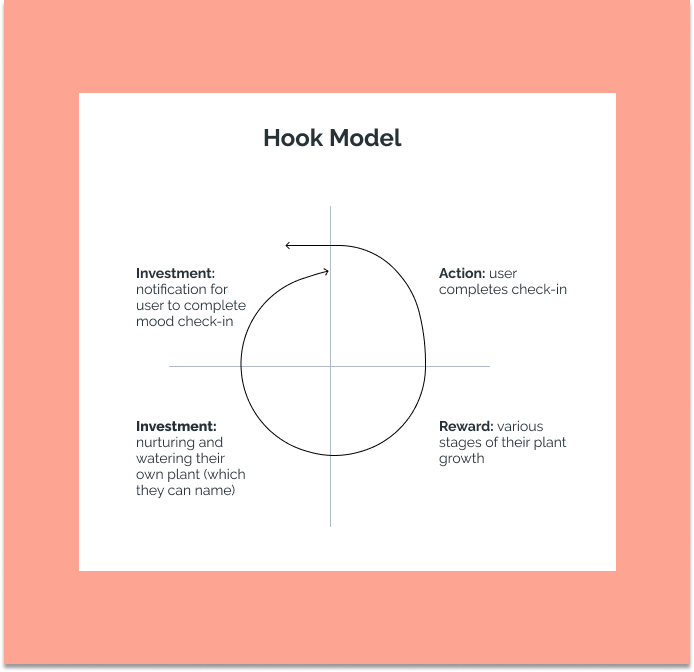 Hook Model
Investment:
notification for
user to complete
mood check-in
Action: user
completes check-in
Investment:
nurturing and
watering their
own plant (which
they can name)
Reward: various
stages of their plant
growth